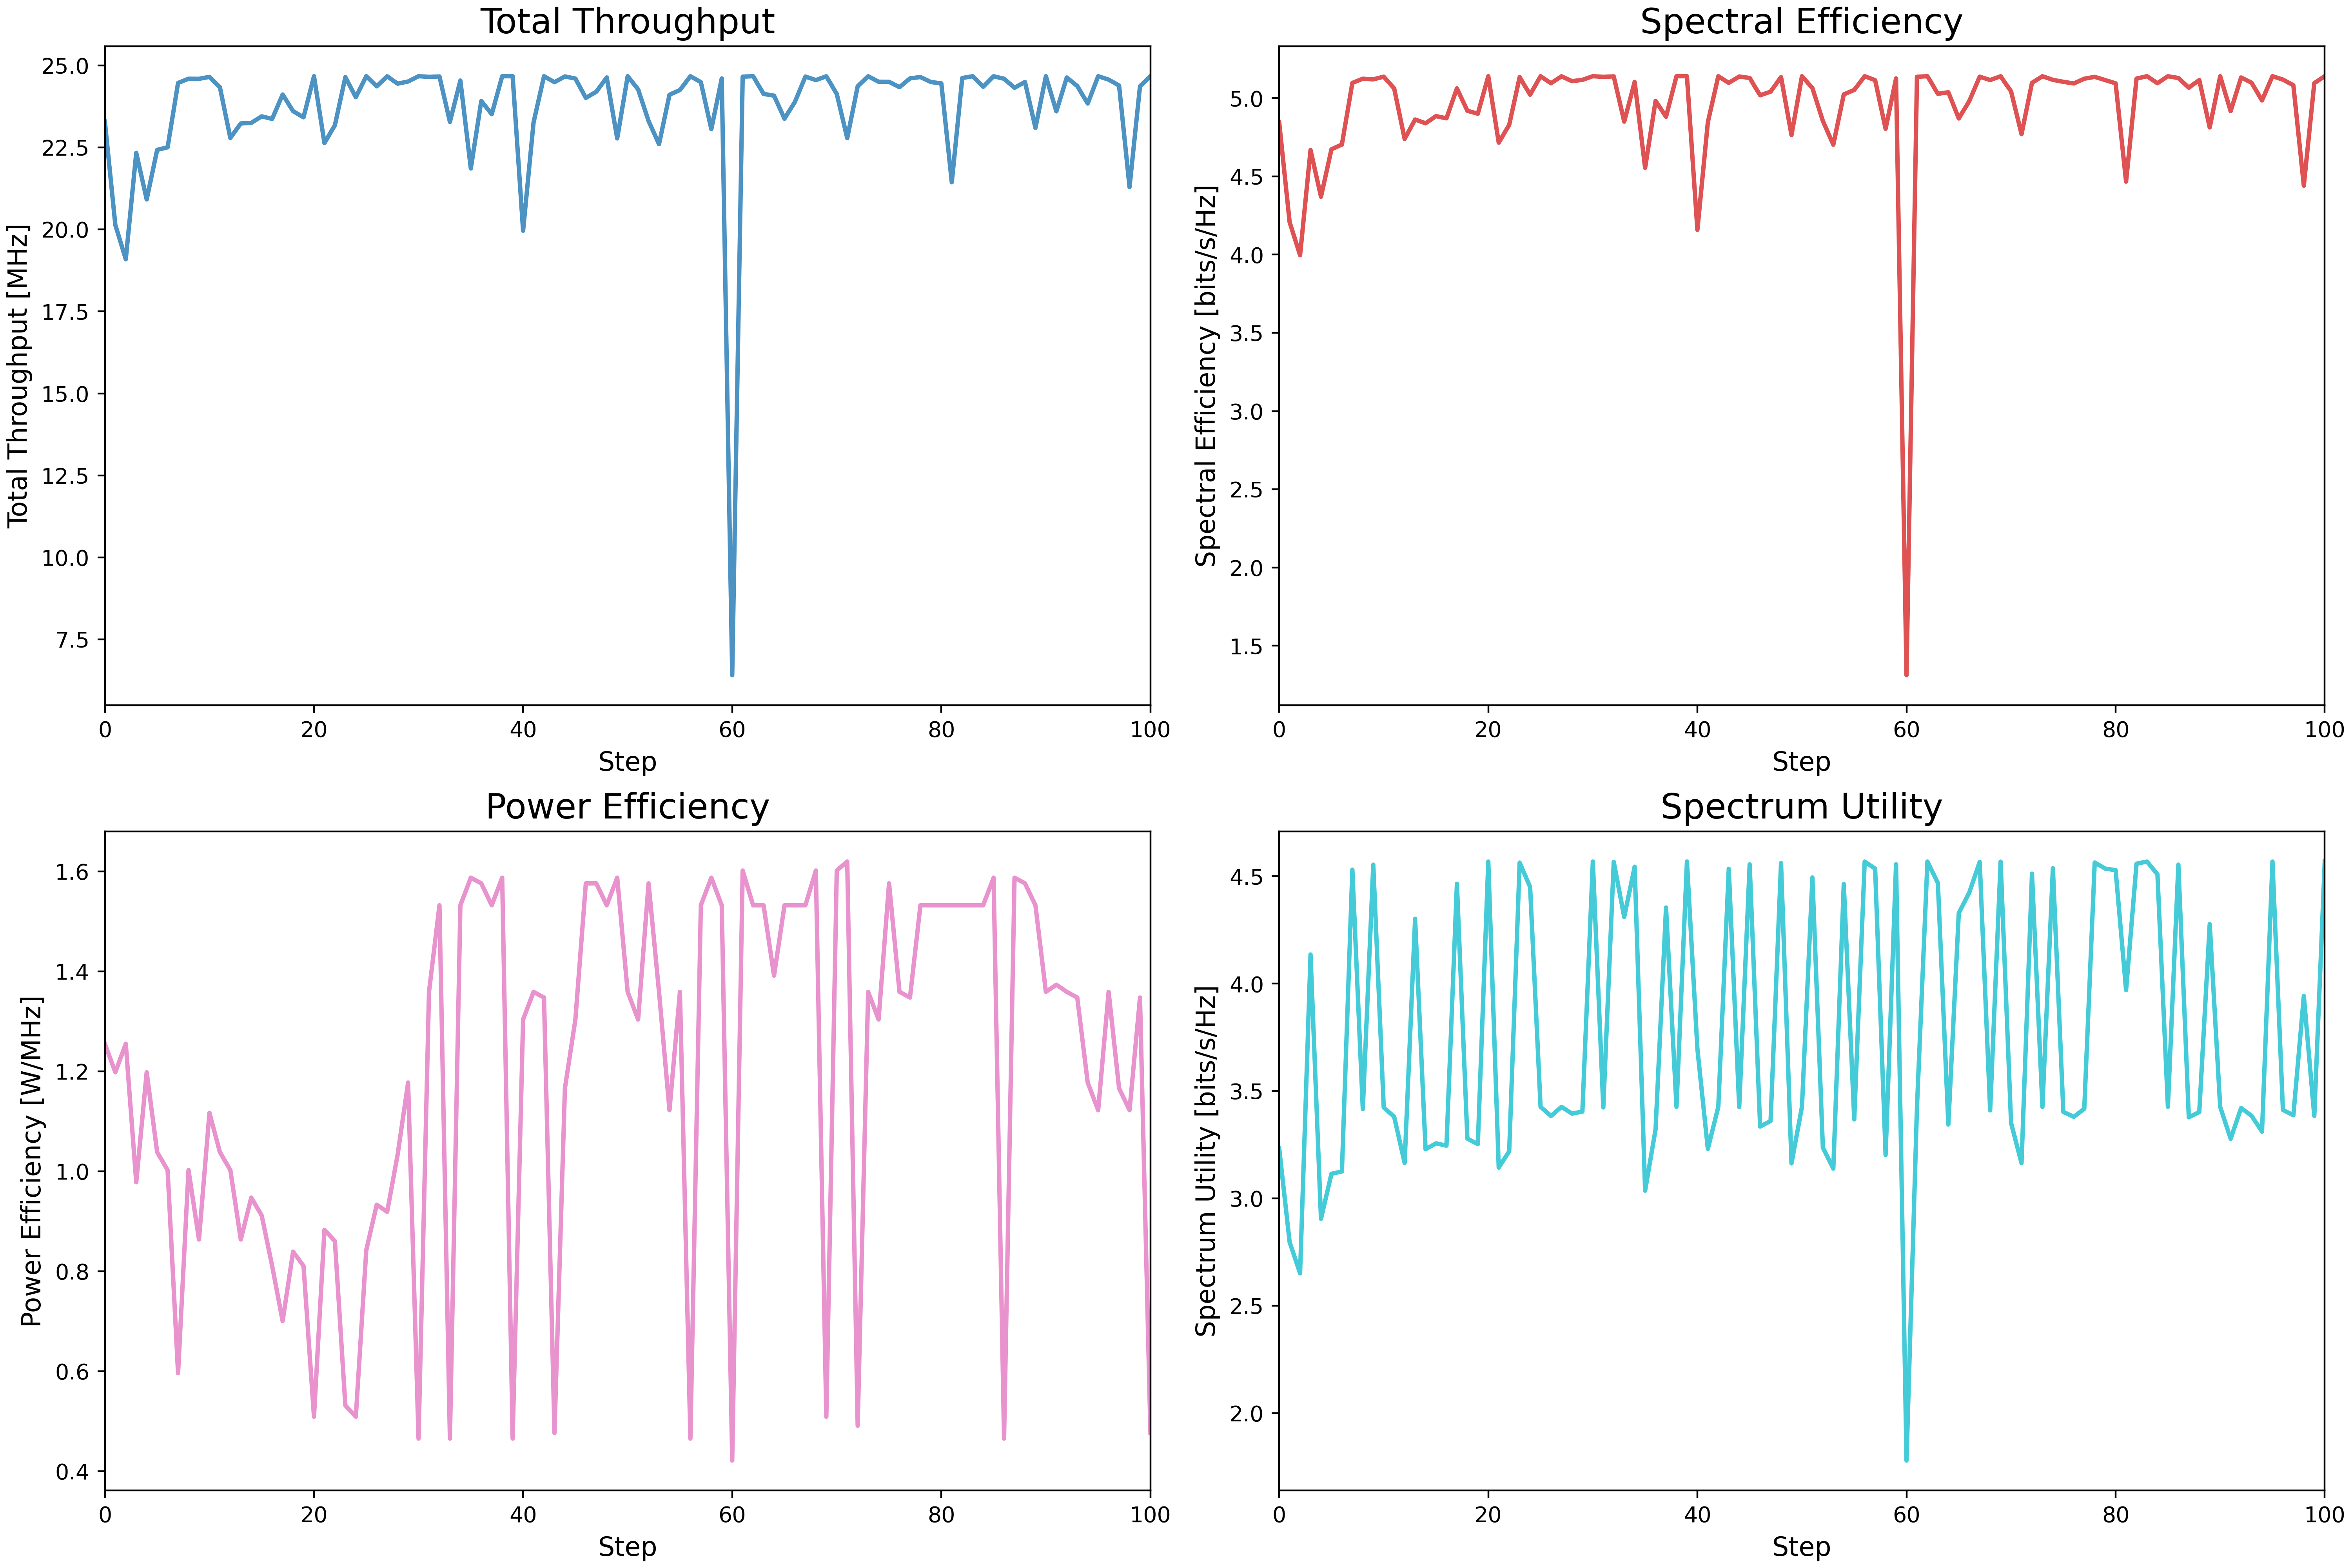 Total Throughput
Total Throughput [MHz]
25.0
22.5
20.0
17.5
15.0
12.5
10.0
7.5
0 20 40 60 80 100
Step
Spectral Efficiency
Spectral Efficiency [bits/s/Hz]
5.0
4.5
4.0
3.5
3.0
2.5
2.0
1.5
0 20 40 60 80 100
Step
Power Efficiency
Power Efficiency [W/MHz]
1.6
1.4
1.2
1.0
0.8
0.6
0.4
0 20 40 60 80 100
Step
Spectrum Utility
Spectrum Utility [bits/s/Hz]
4.5
4.0
3.5
3.0
2.5
2.0
0 20 40 60 80 100
Step